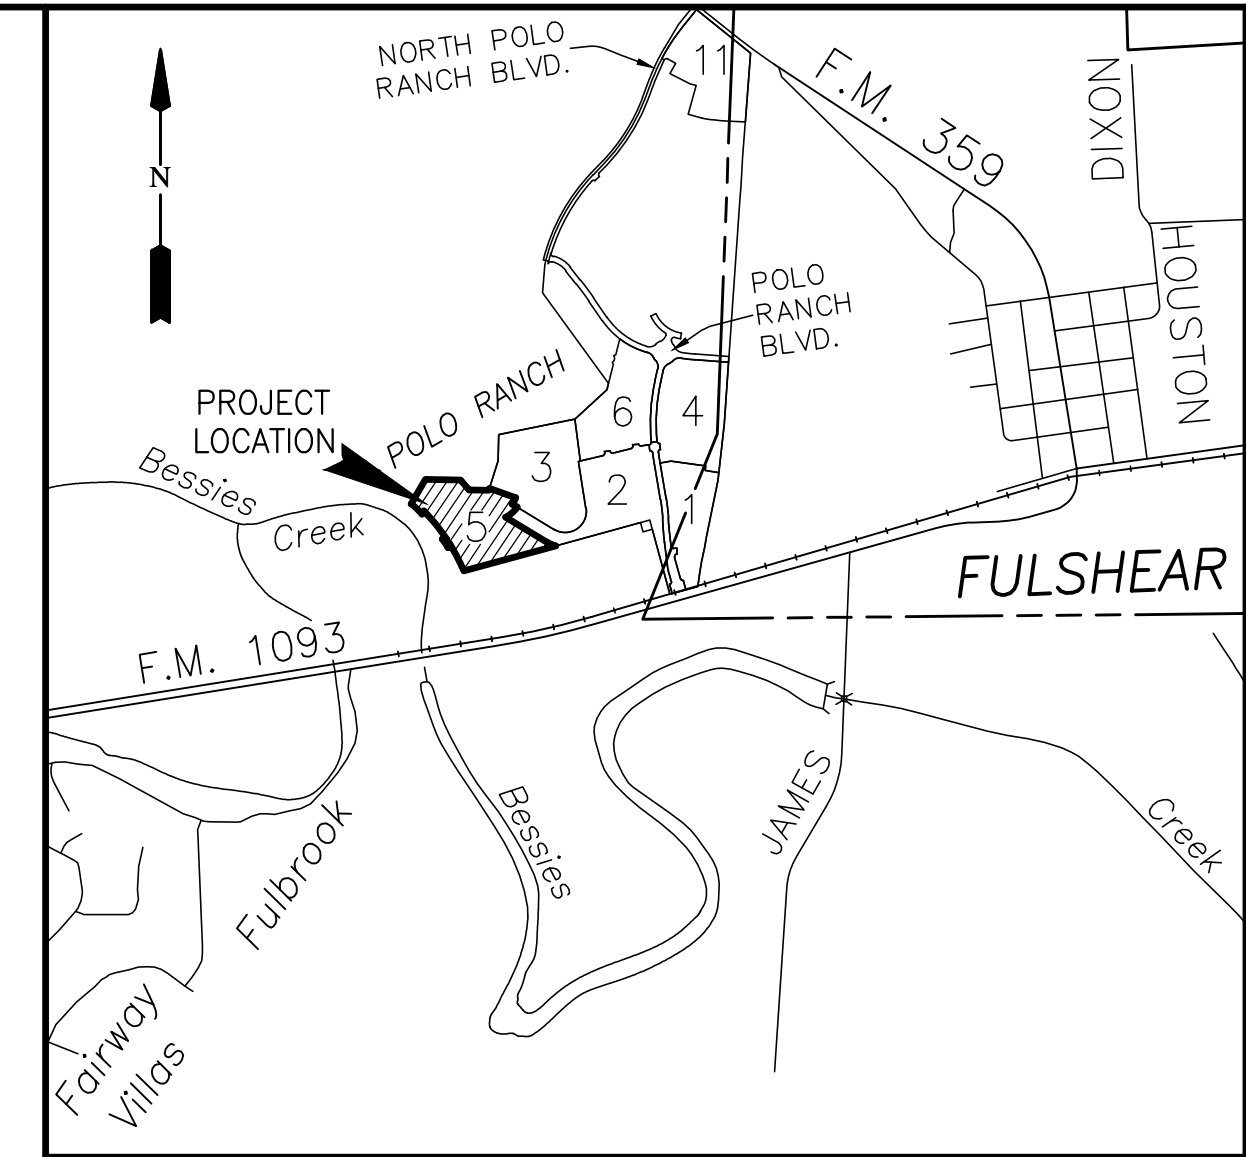 NORTH POLO
RANCH BLVD.
11
F.M. 359
DIXON
N
HOUSTON
POLO
RANCH
BLVD.
POLO RANCH
PROJECT
LOCATION
6
4
3
2
1
5
Bessies
Creek
FULSHEAR
F.M. 1093
JAMES
Bessies
Creek
Fulbrook
Fairway
Villas